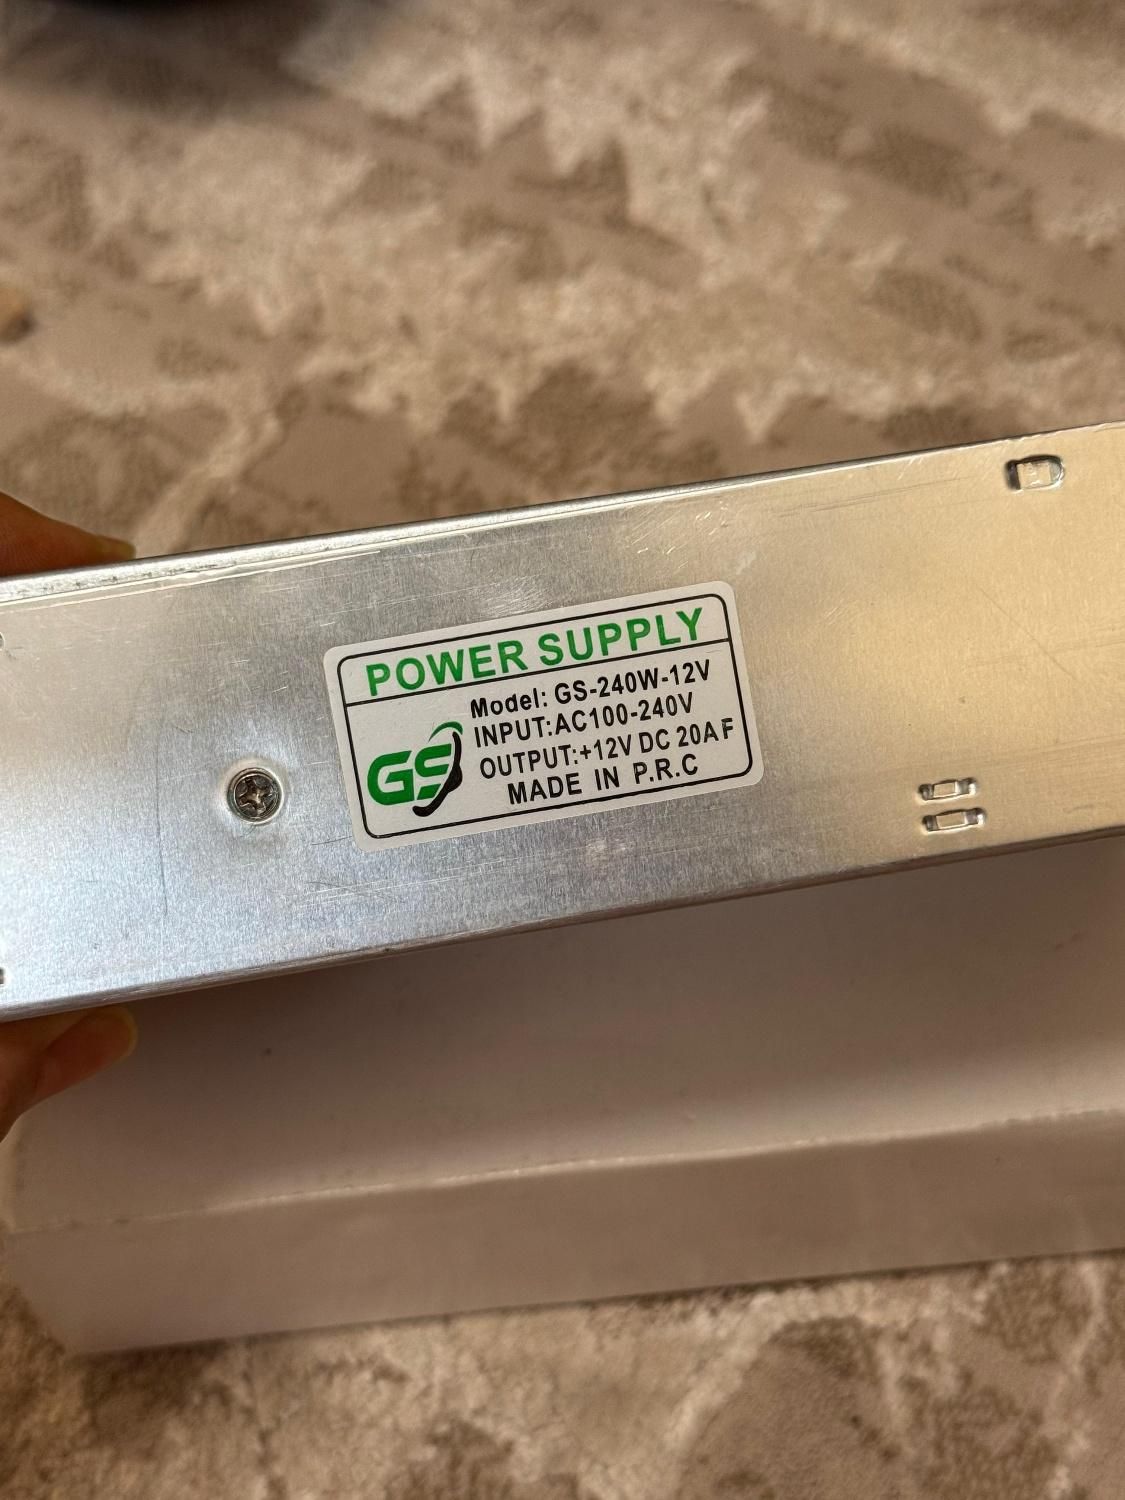 POWER SUPPLY
Model: GS-240W-12V
INPUT:AC100-240V
OUTPUT:+12V DC 20A F
MADE IN P.R.C
GS